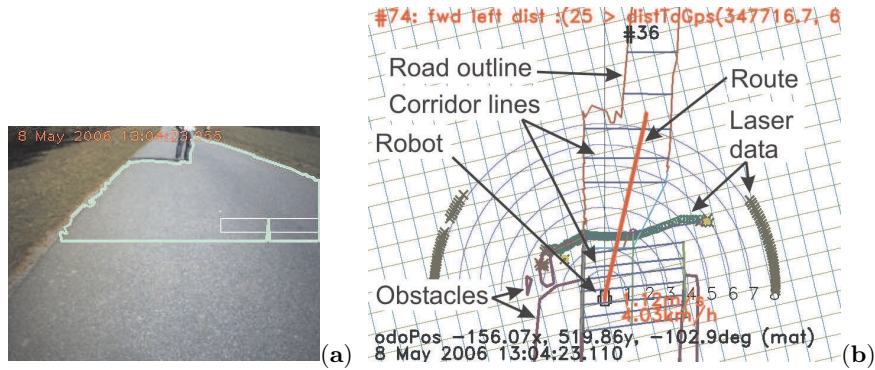 8 May 2006 13:04:23.055
(a)
#74: fwd left dist :(25 > distToGps(347716.7, 6
#36
Road outline
Route
Corridor lines
Laser
data
Robot
Obstacles
1 2 3 4 5 6 7 8
1.12m/s
4.03km/h
odoPos -156.07x, 519.86y, -102.9deg (mat)
8 May 2006 13:04:23.110
(b)